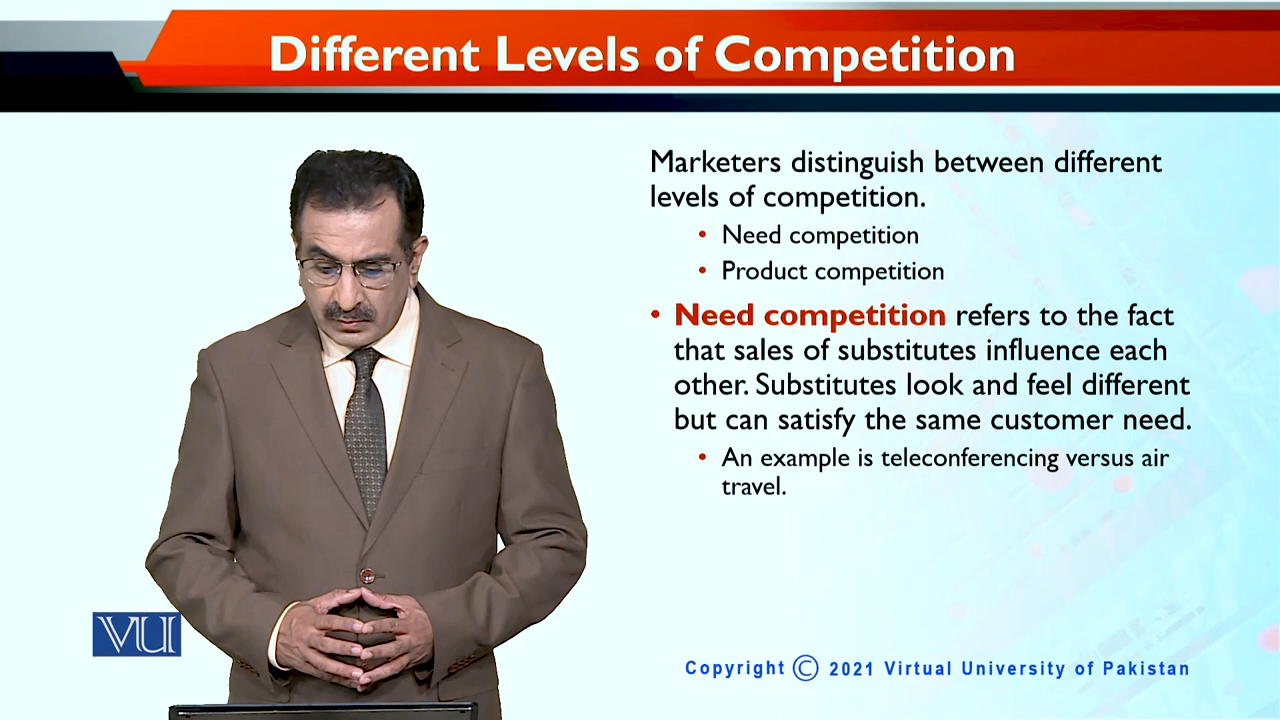 Different Levels of Competition
Marketers distinguish between different
levels of competition.
• Need competition
• Product competition
• Need competition refers to the fact
that sales of substitutes influence each
other. Substitutes look and feel different
but can satisfy the same customer need.
• An example is teleconferencing versus air
travel.
VU
Copyright © 2021 Virtual University of Pakistan